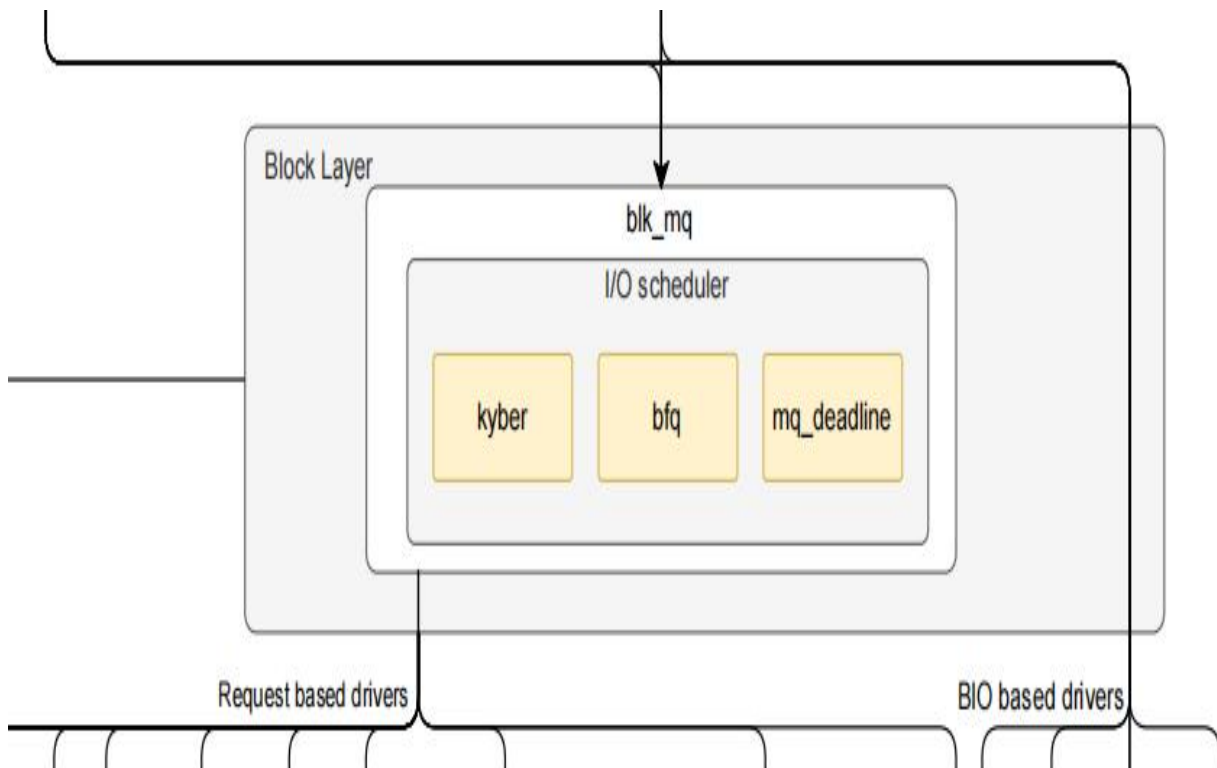 Block Layer
blk_mq
I/O scheduler
kyber
bfq
mq_deadline
Request based drivers
BIO based drivers